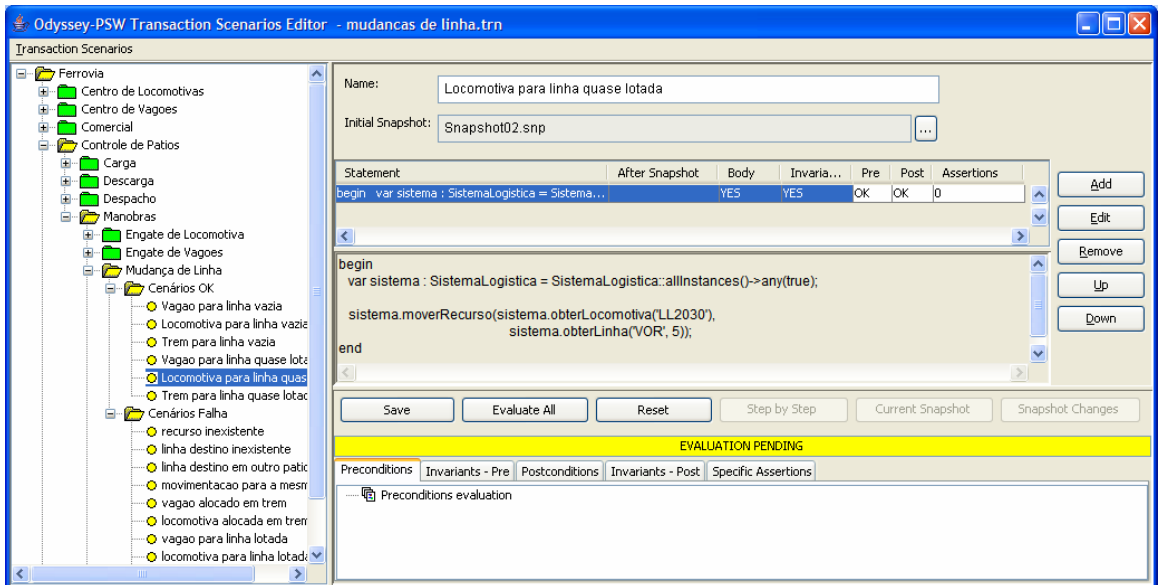 Odyssey-PSW Transaction Scenarios Editor - mudancas de linha.trn
Transaction Scenarios
Ferrovia
Centro de Locomotivas
Centro de Vagoes
Comercial
Controle de Patios
Carga
Descarga
Despacho
Manobras
Engate de Locomotiva
Engate de Vagoes
Mudança de Linha
Cenários OK
Vagao para linha vazia
Locomotiva para linha vazia
Trem para linha vazia
Vagao para linha quase lota
Locomotiva para linha quas
Trem para linha quase lotac
Cenários Falha
recurso inexistente
linha destino inexistente
linha destino em outro patic
movimentacao para a mesm
vagao alocado em trem
locomotiva alocada em trem
vagao para linha lotada
locomotiva para linha lotada
Name: Locomotiva para linha quase lotada
Initial Snapshot: Snapshot02.snp ...
Statement After Snapshot Body Invaria... Pre Post Assertions
begin var sistema : SistemaLogistica = Sistema... YES YES OK OK 0
begin
var sistema : SistemaLogistica = SistemaLogistica::allInstances()->any(true);
sistema.moverRecurso(sistema.obterLocomotiva('LL2030'),
sistema.obterLinha('VOR', 5));
end
Add
Edit
Remove
Up
Down
Save Evaluate All Reset Step by Step Current Snapshot Snapshot Changes
EVALUATION PENDING
Preconditions Invariants - Pre Postconditions Invariants - Post Specific Assertions
Preconditions evaluation